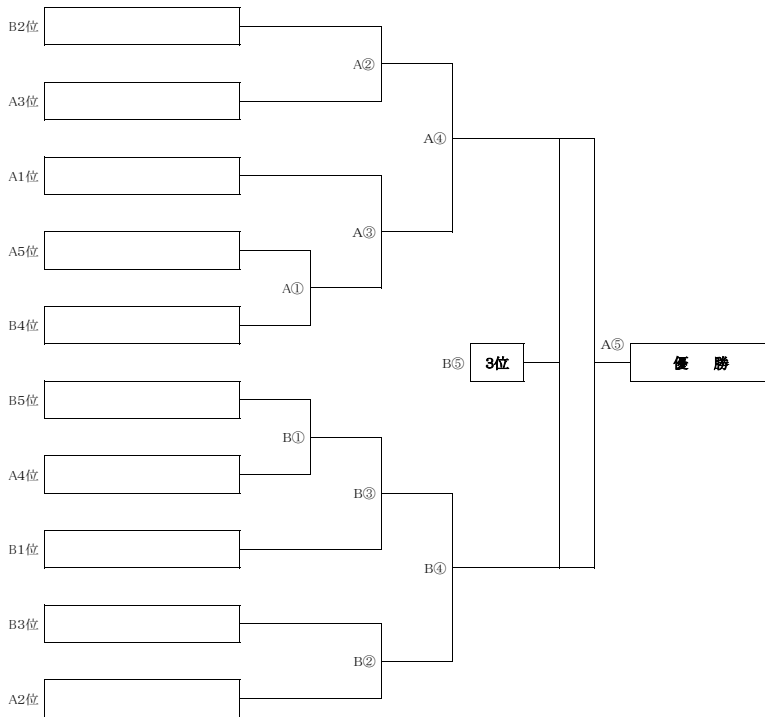 B2位
A②
A3位
A④
A1位
A③
A5位
A①
B4位
A⑤
B⑤
3位
優　勝
B5位
B①
A4位
B③
B1位
B④
B3位
B②
A2位